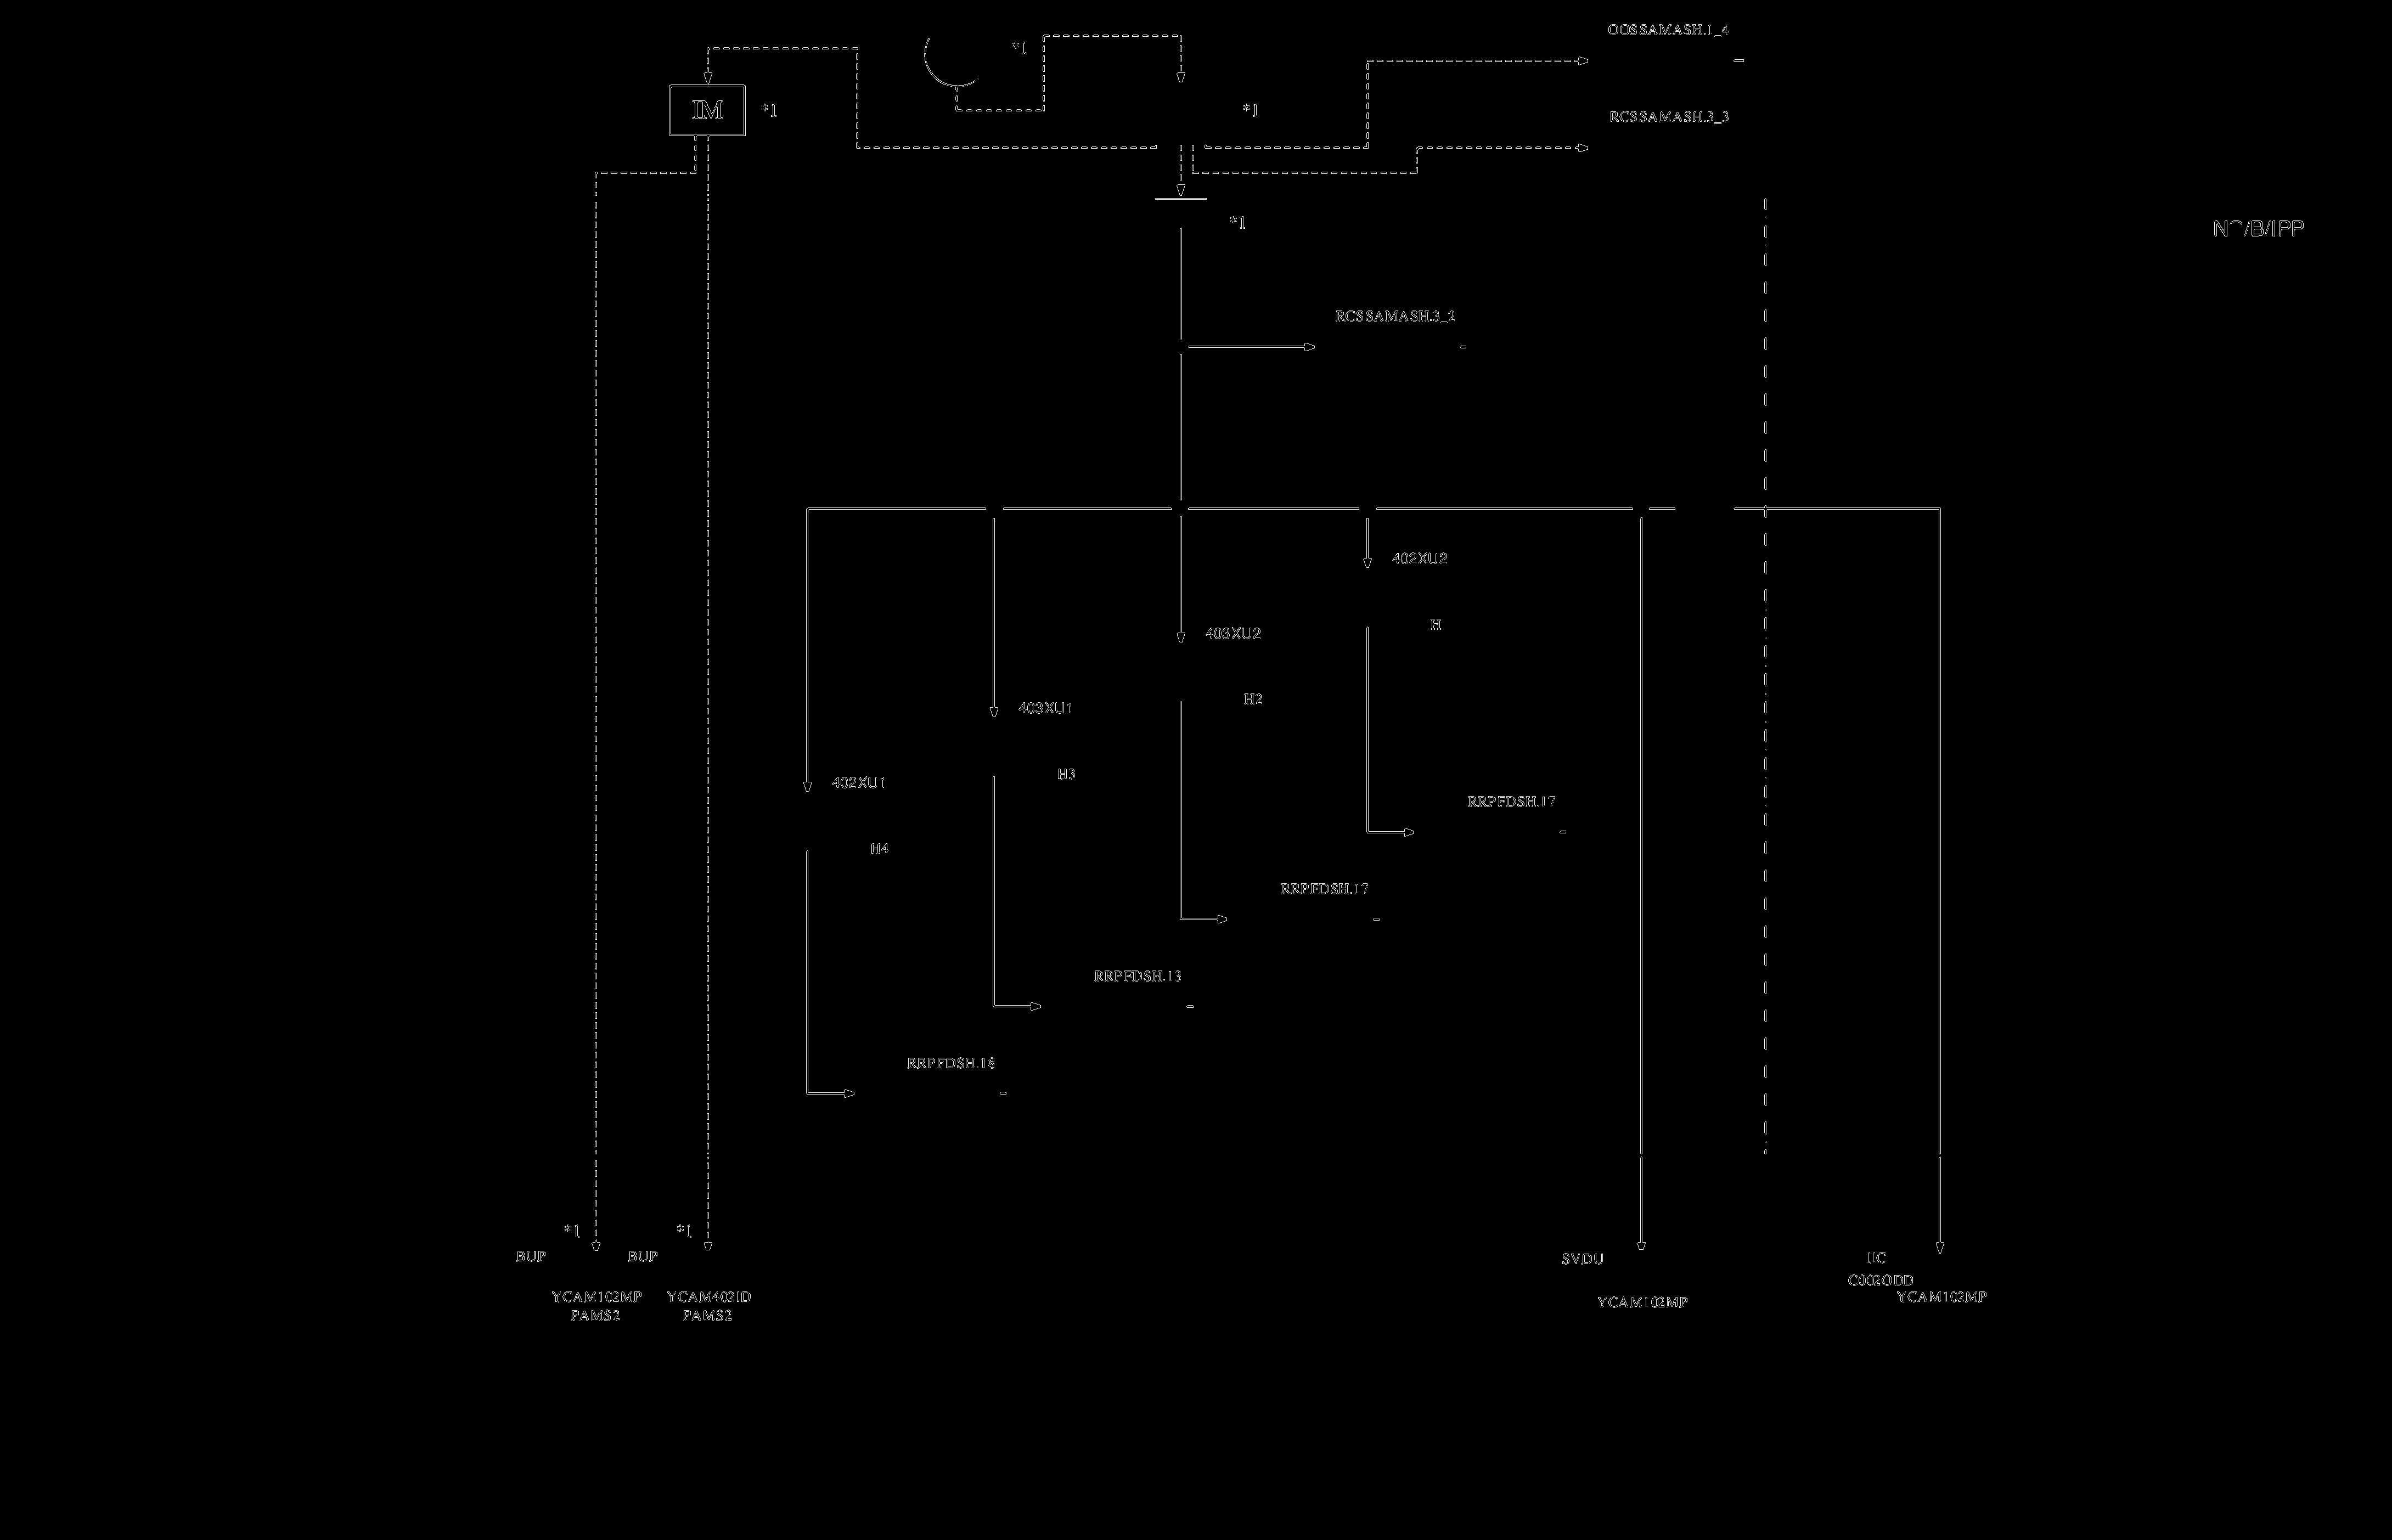 OOSSAMASH.1_4
*1
IM
*1
*1
RCSSAMASH.3_3
*1
N⌒/B/IPP
RCSSAMASH.3_2
402XU2
H
403XU2
H2
403XU1
H3
402XU1
H4
RRPFDSH.17
RRPFDSH.17
RRPFDSH.13
RRPFDSH.18
*1
*1
BUP
BUP
SVDU
C002ODD
YCAM102MP
YCAM402ID
YCAM102MP
YCAM102MP
PAMS2
PAMS2